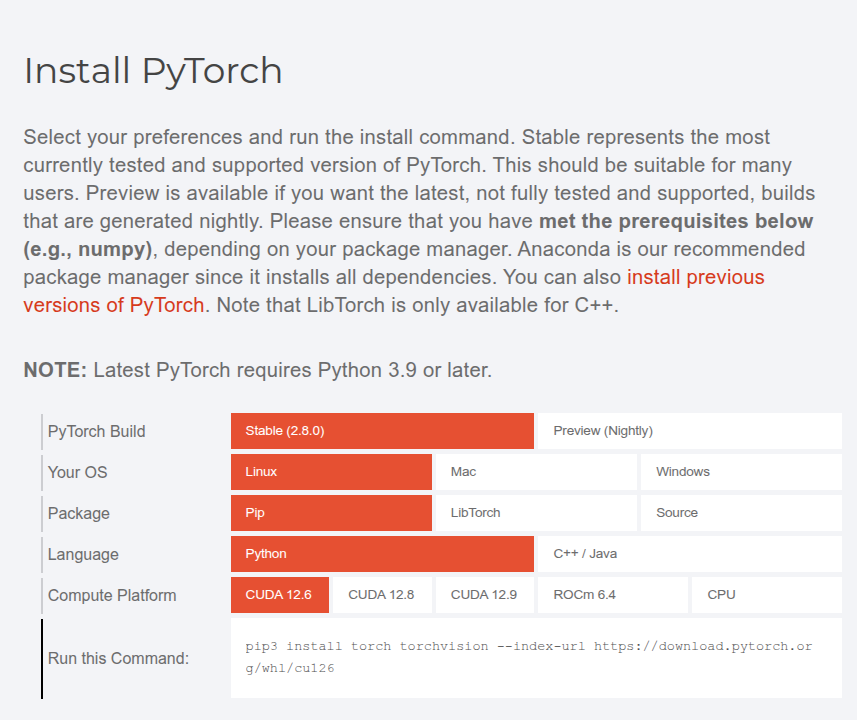 Install PyTorch
Select your preferences and run the install command. Stable represents the most
currently tested and supported version of PyTorch. This should be suitable for many
users. Preview is available if you want the latest, not fully tested and supported, builds
that are generated nightly. Please ensure that you have met the prerequisites below
(e.g., numpy), depending on your package manager. Anaconda is our recommended
package manager since it installs all dependencies. You can also install previous
versions of PyTorch. Note that LibTorch is only available for C++.
NOTE: Latest PyTorch requires Python 3.9 or later.
PyTorch Build Stable (2.8.0) Preview (Nightly)
Your OS Linux Mac Windows
Package Pip LibTorch Source
Language Python C++ / Java
Compute Platform CUDA 12.6 CUDA 12.8 CUDA 12.9 ROCm 6.4 CPU
Run this Command: pip3 install torch torchvision --index-url https://download.pytorch.or
g/whl/cu126